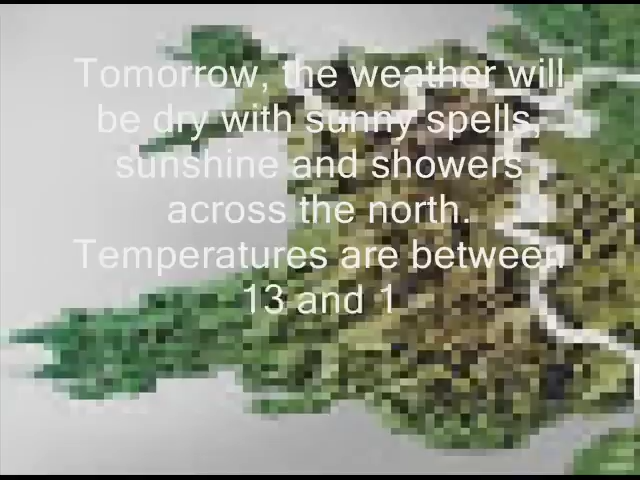 Tomorrow, the weather will
be dry with sunny spells,
sunshine and showers
across the north.
Temperatures are between
13 and 1